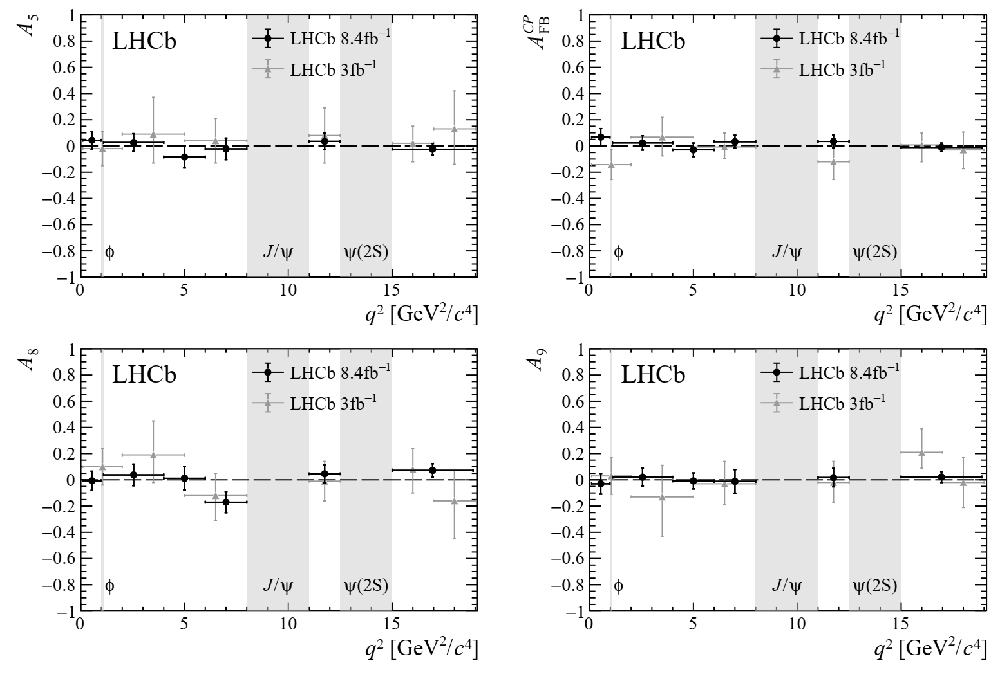 A₅
LHCb
LHCb 8.4fb⁻¹
LHCb 3fb⁻¹
1
0.8
0.6
0.4
0.2
0
−0.2
−0.4
−0.6
−0.8
−1
ϕ
J/ψ
ψ(2S)
0 5 10 15
q² [GeV²/c⁴]
A_FB^CP
LHCb
LHCb 8.4fb⁻¹
LHCb 3fb⁻¹
1
0.8
0.6
0.4
0.2
0
−0.2
−0.4
−0.6
−0.8
−1
ϕ
J/ψ
ψ(2S)
0 5 10 15
q² [GeV²/c⁴]
A₈
LHCb
LHCb 8.4fb⁻¹
LHCb 3fb⁻¹
1
0.8
0.6
0.4
0.2
0
−0.2
−0.4
−0.6
−0.8
−1
ϕ
J/ψ
ψ(2S)
0 5 10 15
q² [GeV²/c⁴]
A₉
LHCb
LHCb 8.4fb⁻¹
LHCb 3fb⁻¹
1
0.8
0.6
0.4
0.2
0
−0.2
−0.4
−0.6
−0.8
−1
ϕ
J/ψ
ψ(2S)
0 5 10 15
q² [GeV²/c⁴]